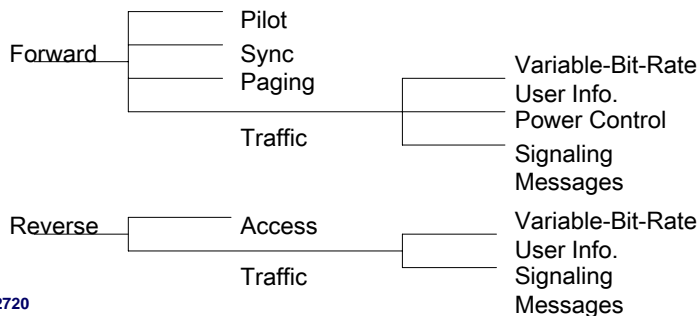 Pilot
Forward
Sync
Paging
Variable-Bit-Rate
User Info.
Power Control
Traffic
Signaling
Messages
Reverse
Access
Variable-Bit-Rate
User Info.
Traffic
Signaling
Messages
2720